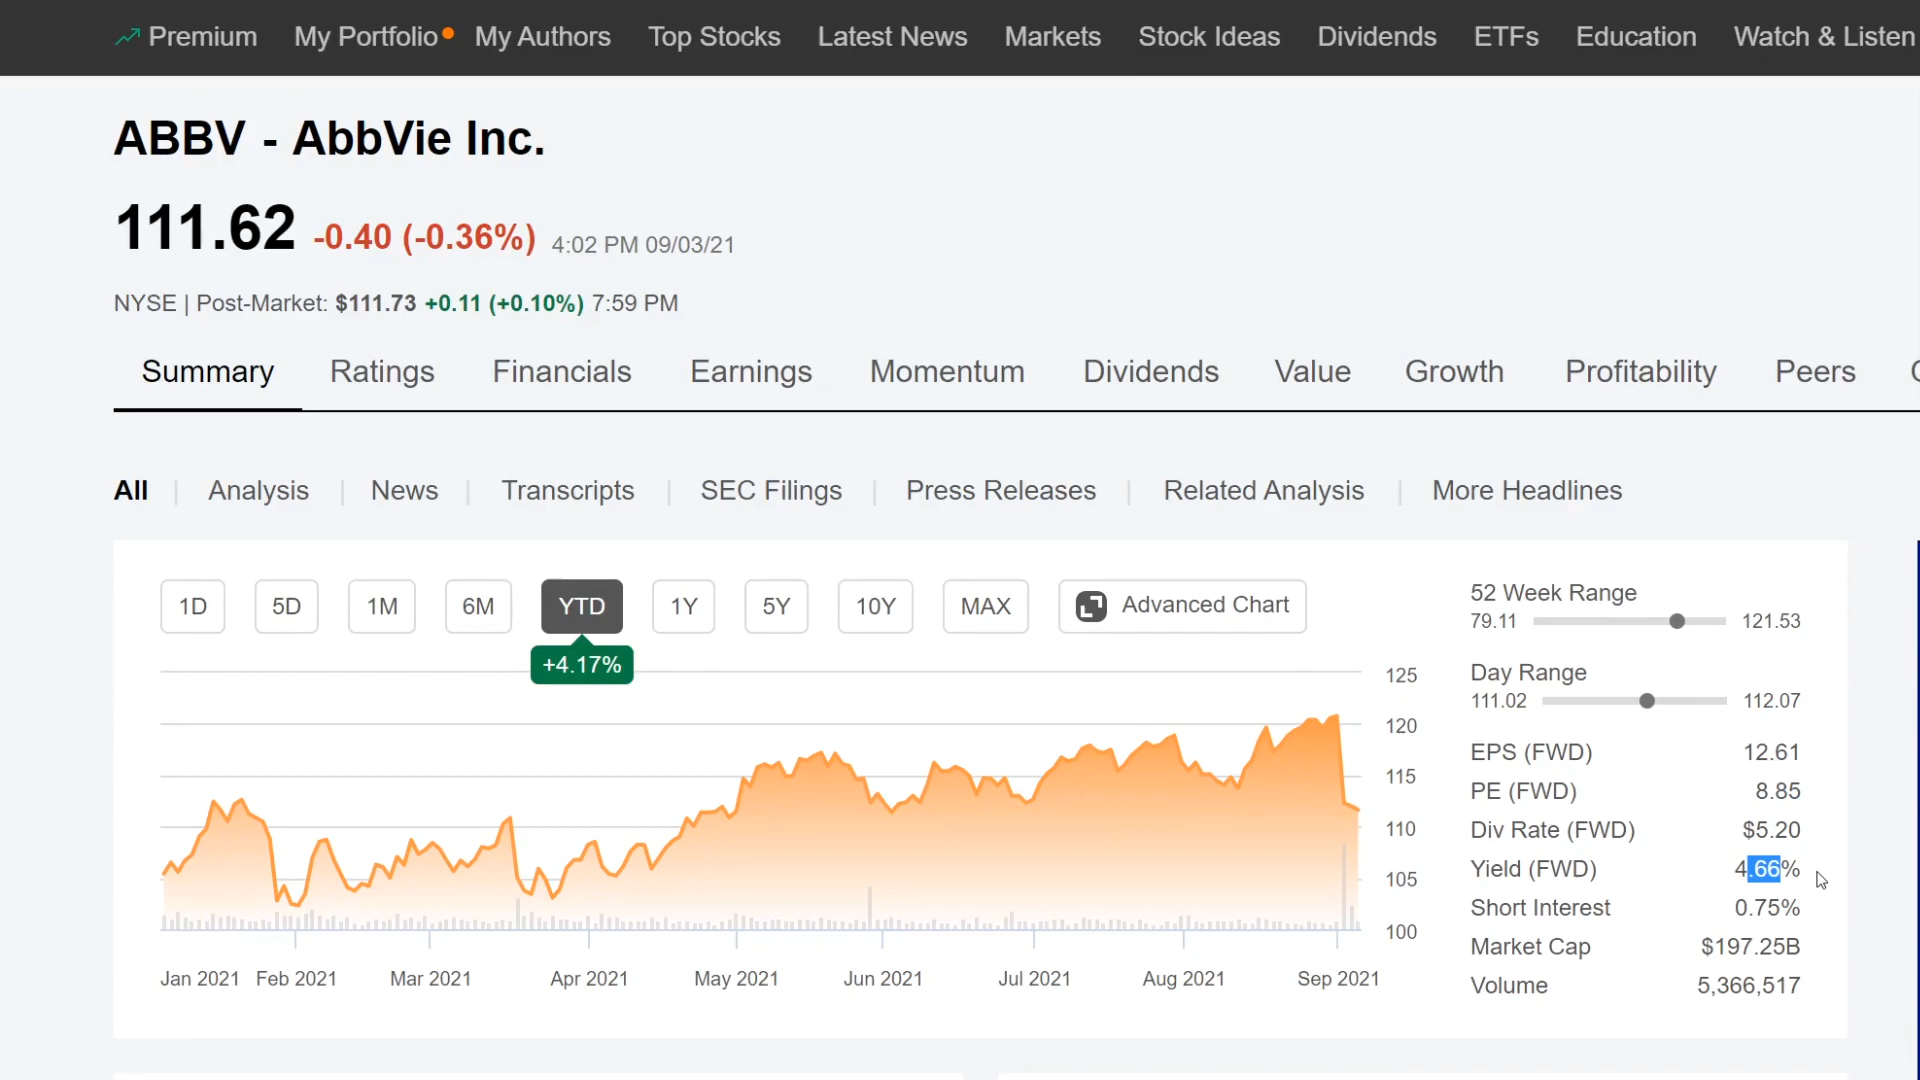 Premium My Portfolio My Authors Top Stocks Latest News Markets Stock Ideas Dividends ETFs Education Watch & Listen
ABBV - AbbVie Inc.
111.62 -0.40 (-0.36%) 4:02 PM 09/03/21
NYSE | Post-Market: $111.73 +0.11 (+0.10%) 7:59 PM
Summary Ratings Financials Earnings Momentum Dividends Value Growth Profitability Peers
All | Analysis | News | Transcripts | SEC Filings | Press Releases | Related Analysis | More Headlines
1D 5D 1M 6M YTD 1Y 5Y 10Y MAX Advanced Chart
+4.17%
125
120
115
110
105
100
Jan 2021 Feb 2021 Mar 2021 Apr 2021 May 2021 Jun 2021 Jul 2021 Aug 2021 Sep 2021
52 Week Range
79.11 121.53
Day Range
111.02 112.07
EPS (FWD) 12.61
PE (FWD) 8.85
Div Rate (FWD) $5.20
Yield (FWD) 4.66%
Short Interest 0.75%
Market Cap $197.25B
Volume 5,366,517